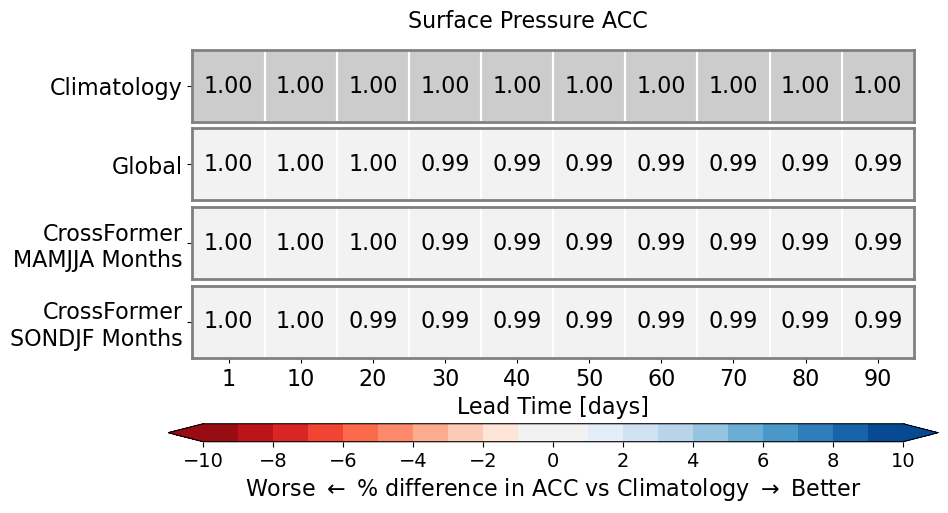 Surface Pressure ACC
Climatology 1.00 1.00 1.00 1.00 1.00 1.00 1.00 1.00 1.00 1.00
Global 1.00 1.00 1.00 0.99 0.99 0.99 0.99 0.99 0.99 0.99
CrossFormer
MAMJJA Months 1.00 1.00 1.00 0.99 0.99 0.99 0.99 0.99 0.99 0.99
CrossFormer
SONDJF Months 1.00 1.00 0.99 0.99 0.99 0.99 0.99 0.99 0.99 0.99
1 10 20 30 40 50 60 70 80 90
Lead Time [days]
−10 −8 −6 −4 −2 0 2 4 6 8 10
Worse ← % difference in ACC vs Climatology → Better